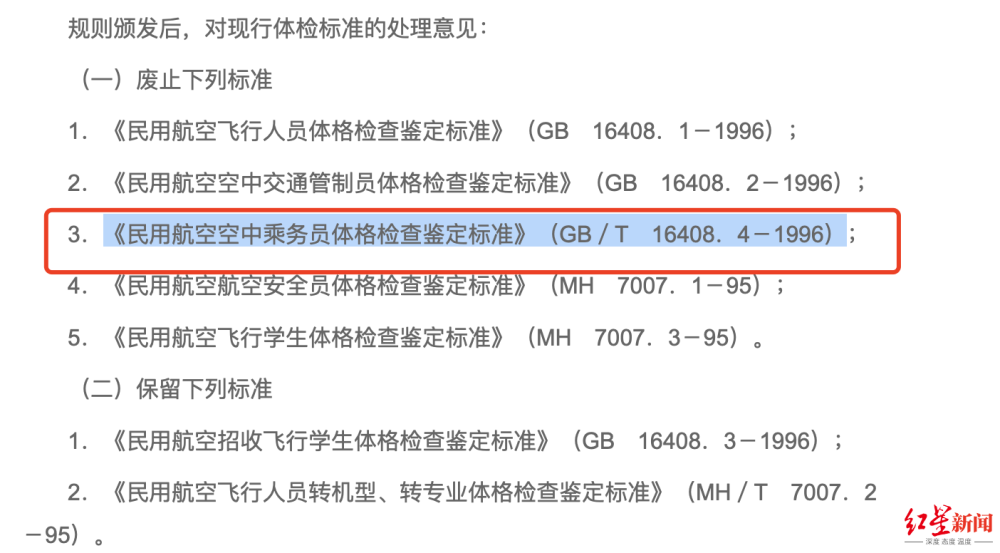 规则颁发后，对现行体检标准的处理意见：
（一）废止下列标准
1．《民用航空飞行人员体格检查鉴定标准》（GB　16408．1－1996）；
2．《民用航空空中交通管制员体格检查鉴定标准》（GB　16408．2－1996）；
3．《民用航空空中乘务员体格检查鉴定标准》（GB／T　16408．4－1996）；
4．《民用航空航空安全员体格检查鉴定标准》（MH　7007．1－95）；
5．《民用航空飞行学生体格检查鉴定标准》（MH　7007．3－95）。
（二）保留下列标准
1．《民用航空招收飞行学生体格检查鉴定标准》（GB　16408．3－1996）；
2．《民用航空飞行人员转机型、转专业体格检查鉴定标准》（MH／T　7007．2
－95）。
红星新闻
深度 态度 温度